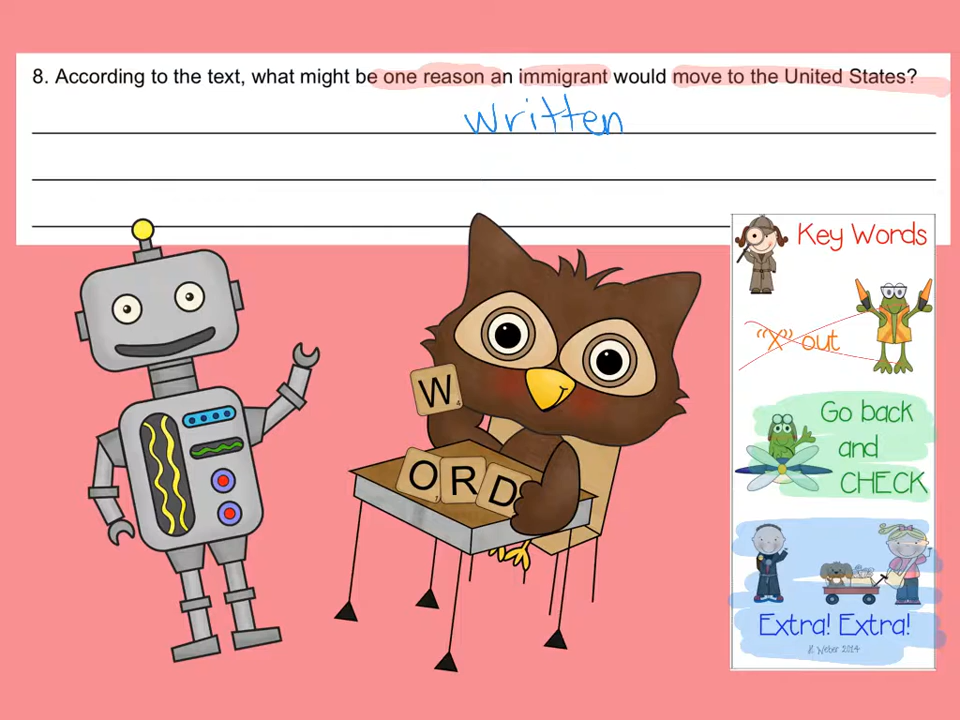 8. According to the text, what might be one reason an immigrant would move to the United States?
written
Key Words
"X" out
Go back
and
CHECK
Extra! Extra!
W
O R D